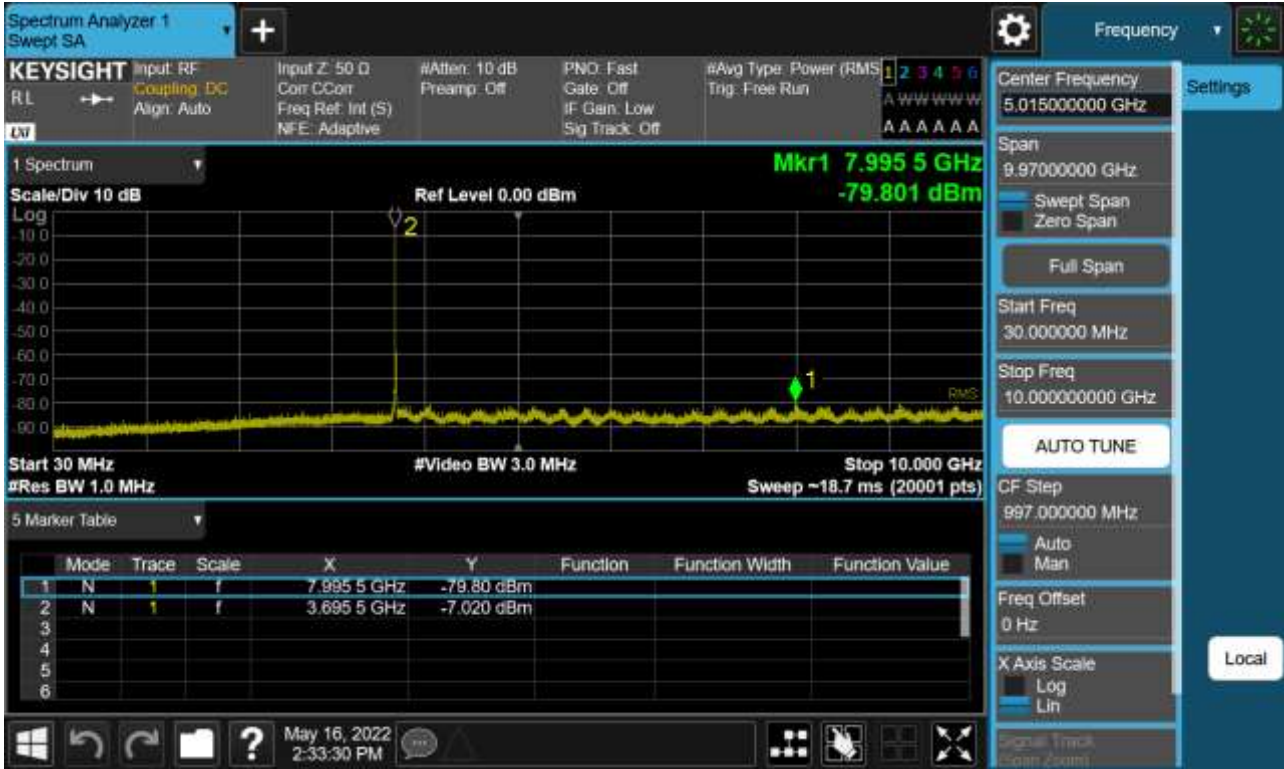 Spectrum Analyzer 1
Swept SA
Frequency
KEYSIGHT
Input: RF
Coupling: DC
Align: Auto
Input Z: 50 Ω
Corr CCorr
Freq Ref: Int (S)
NFE: Adaptive
#Atten: 10 dB
Preamp: Off
PNO: Fast
Gate: Off
IF Gain: Low
Sig Track: Off
#Avg Type: Power (RMS
Trig: Free Run
1 2 3 4 5 6
A W W W W W
A A A A A A
RL
LXI
1 Spectrum
Mkr1 7.995 5 GHz
-79.801 dBm
Scale/Div 10 dB
Ref Level 0.00 dBm
Log
-10.0
-20.0
-30.0
-40.0
-50.0
-60.0
-70.0
-80.0
-90.0
2
1
RMS
Start 30 MHz
#Video BW 3.0 MHz
Stop 10.000 GHz
#Res BW 1.0 MHz
Sweep ~18.7 ms (20001 pts)
5 Marker Table
Mode Trace Scale X Y Function Function Width Function Value
1 N 1 f 7.995 5 GHz -79.80 dBm
2 N 1 f 3.695 5 GHz -7.020 dBm
3
4
5
6
May 16, 2022
2:33:30 PM
Center Frequency
5.015000000 GHz
Settings
Span
9.97000000 GHz
Swept Span
Zero Span
Full Span
Start Freq
30.000000 MHz
Stop Freq
10.000000000 GHz
AUTO TUNE
CF Step
997.000000 MHz
Auto
Man
Freq Offset
0 Hz
X Axis Scale
Log
Lin
Signal Track
(Span Zoom)
Local